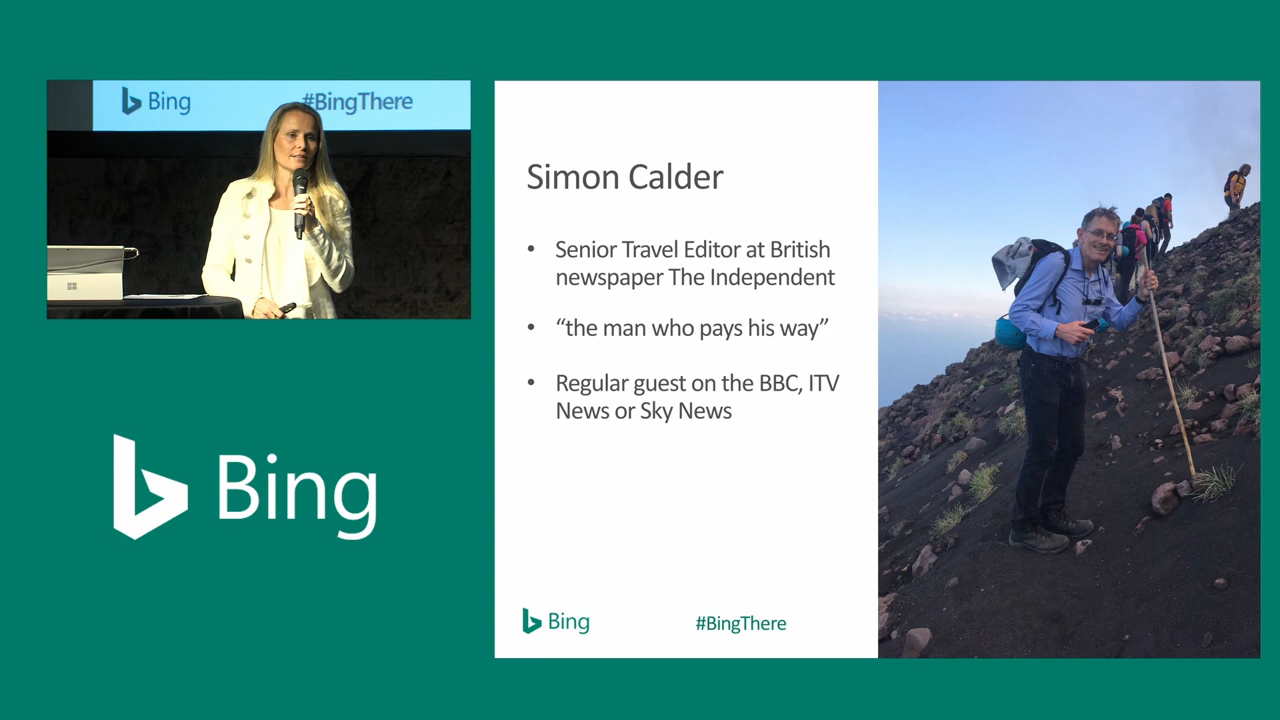 Bing
#BingThere
Bing
Simon Calder
• Senior Travel Editor at British
newspaper The Independent
• “the man who pays his way”
• Regular guest on the BBC, ITV
News or Sky News
Bing
#BingThere